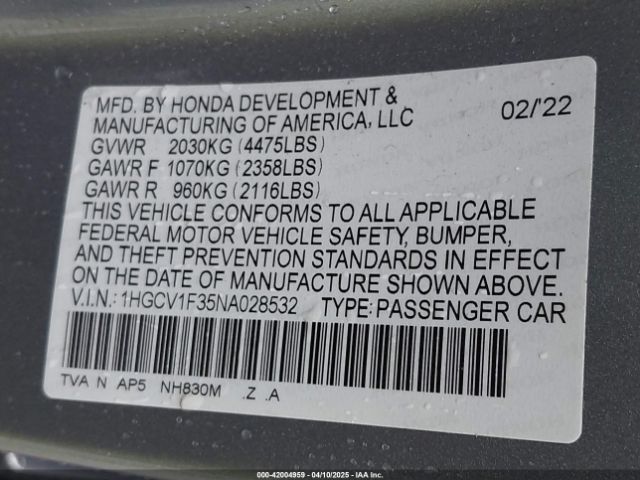 MFD. BY HONDA DEVELOPMENT & 
MANUFACTURING OF AMERICA, LLC 02/'22
GVWR 2030KG (4475LBS)
GAWR F 1070KG (2358LBS)
GAWR R 960KG (2116LBS)
THIS VEHICLE CONFORMS TO ALL APPLICABLE
FEDERAL MOTOR VEHICLE SAFETY, BUMPER,
AND THEFT PREVENTION STANDARDS IN EFFECT
ON THE DATE OF MANUFACTURE SHOWN ABOVE.
V.I.N.: 1HGCV1F35NA028532 TYPE: PASSENGER CAR
TVA N AP5 NH830M .Z .A
000-42004959 - 04/10/2025 - IAAI.COM